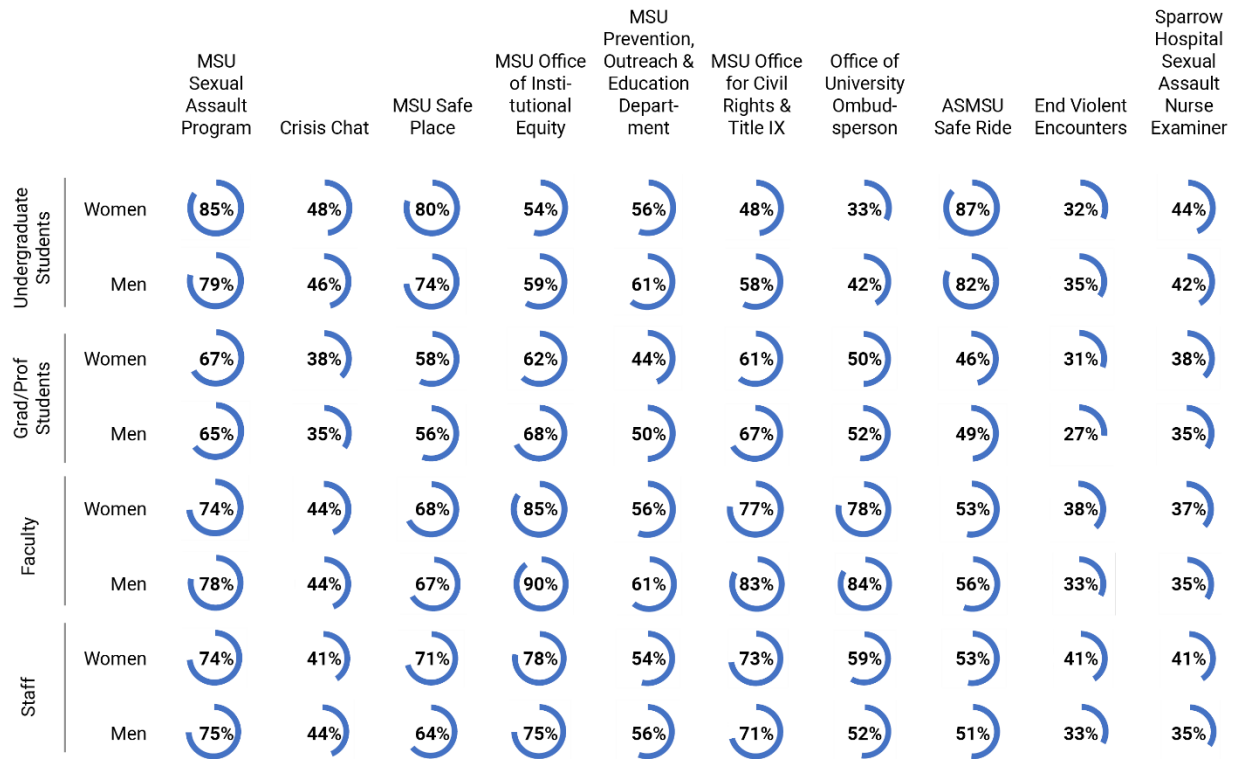 MSU
Sexual
Assault
Program
Crisis Chat
MSU Safe
Place
MSU Office
of Insti-
tutional
Equity
MSU
Prevention,
Outreach &
Education
Depart-
ment
MSU Office
for Civil
Rights &
Title IX
Office of
University
Ombud-
sperson
ASMSU
Safe Ride
End Violent
Encounters
Sparrow
Hospital
Sexual
Assault
Nurse
Examiner
Undergraduate
Students
Women 85% 48% 80% 54% 56% 48% 33% 87% 32% 44%
Men 79% 46% 74% 59% 61% 58% 42% 82% 35% 42%
Grad/Prof
Students
Women 67% 38% 58% 62% 44% 61% 50% 46% 31% 38%
Men 65% 35% 56% 68% 50% 67% 52% 49% 27% 35%
Faculty
Women 74% 44% 68% 85% 56% 77% 78% 53% 38% 37%
Men 78% 44% 67% 90% 61% 83% 84% 56% 33% 35%
Staff
Women 74% 41% 71% 78% 54% 73% 59% 53% 41% 41%
Men 75% 44% 64% 75% 56% 71% 52% 51% 33% 35%